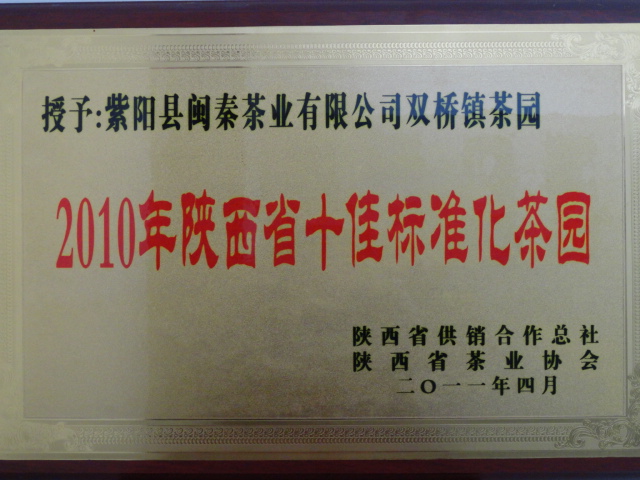 授予:紫阳县闽秦茶业有限公司双桥镇茶园
2010年陕西省十佳标准化茶园
陕西省供销合作总社
陕西省茶业协会
二〇一一年四月